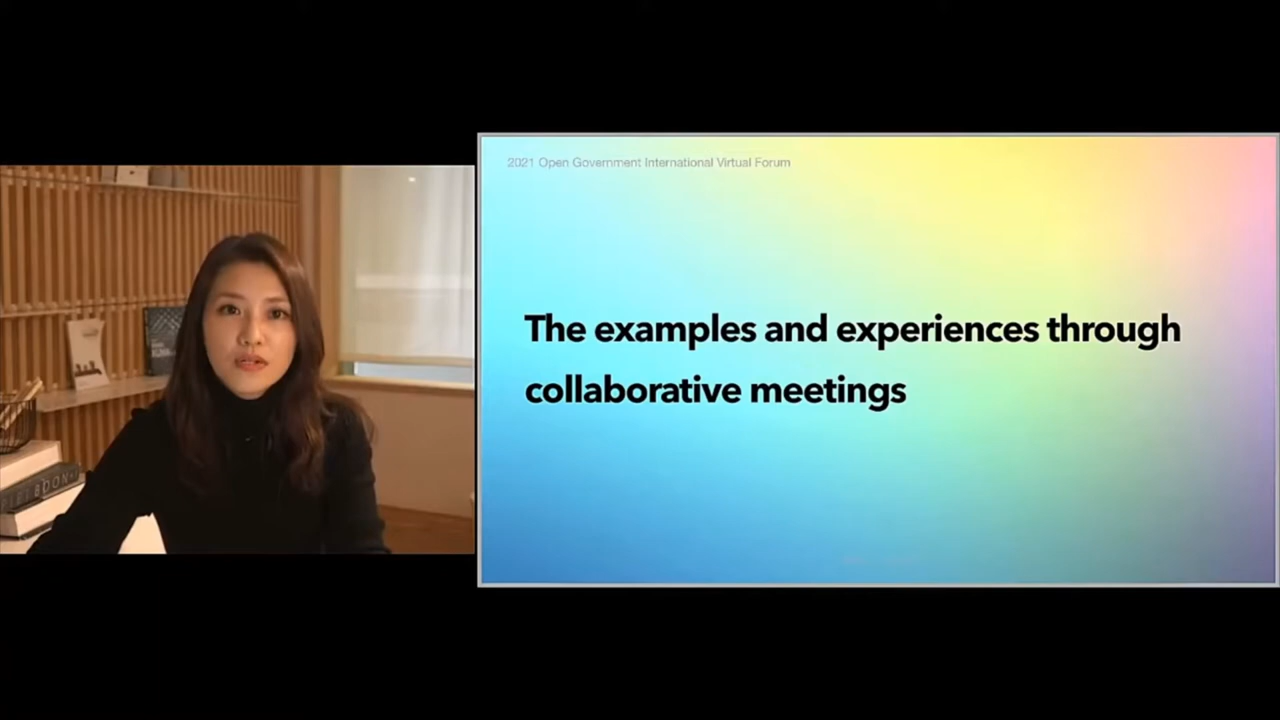 2021 Open Government International Virtual Forum
The examples and experiences through
collaborative meetings